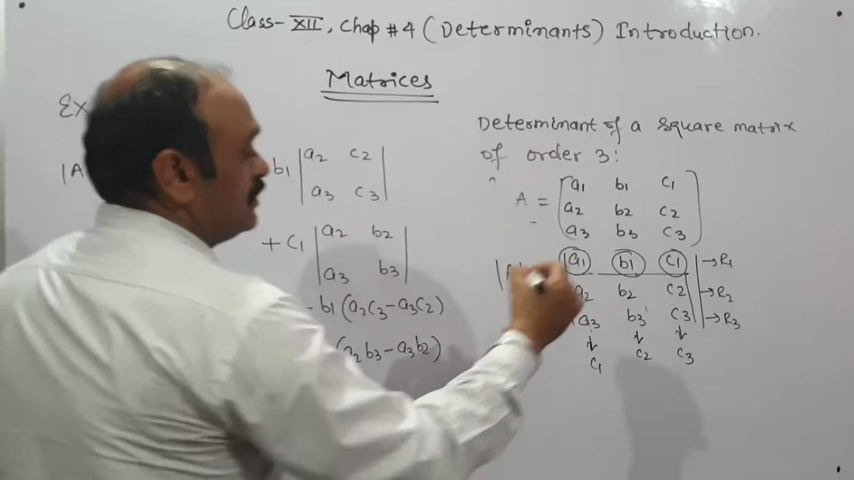 Class-XII, Chap #4 (Determinants) Introduction.
Matrices
Ex
|A
b1 |a2 c2|
|a3 c3|
+ c1 |a2 b2|
|a3 b3|
- b1 (a2c3-a3c2)
(a2b3-a3b2)
Determinant of a square matrix
of order 3:
A = [a1 b1 c1]
[a2 b2 c2]
[a3 b3 c3]
|A| |a1 b1 c1| →R1
a2 b2 c2 →R2
a3 b3 c3 →R3
↓ ↓ ↓
C1 C2 C3